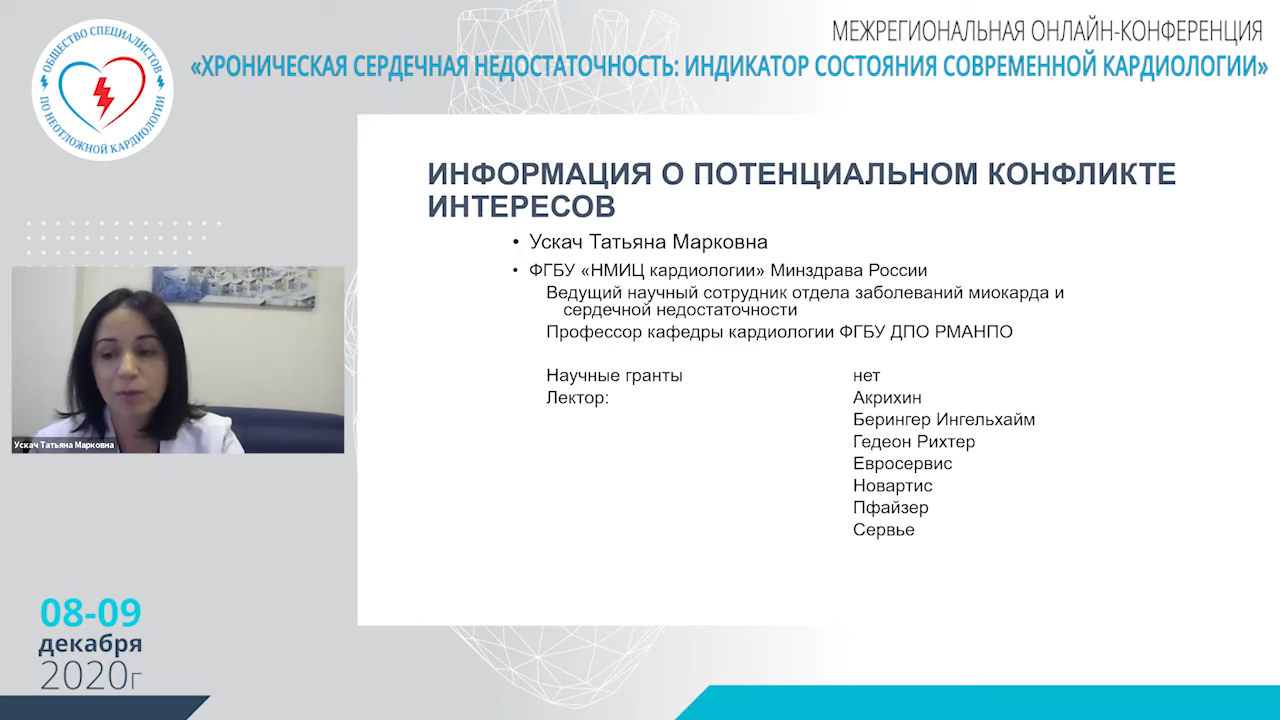 ОБЩЕСТВО СПЕЦИАЛИСТОВ
ПО НЕОТЛОЖНОЙ КАРДИОЛОГИИ
МЕЖРЕГИОНАЛЬНАЯ ОНЛАЙН-КОНФЕРЕНЦИЯ
«ХРОНИЧЕСКАЯ СЕРДЕЧНАЯ НЕДОСТАТОЧНОСТЬ: ИНДИКАТОР СОСТОЯНИЯ СОВРЕМЕННОЙ КАРДИОЛОГИИ»
ИНФОРМАЦИЯ О ПОТЕНЦИАЛЬНОМ КОНФЛИКТЕ
ИНТЕРЕСОВ
• Ускач Татьяна Марковна
• ФГБУ «НМИЦ кардиологии» Минздрава России
Ведущий научный сотрудник отдела заболеваний миокарда и
сердечной недостаточности
Профессор кафедры кардиологии ФГБУ ДПО РМАНПО
Научные гранты нет
Лектор: Акрихин
Берингер Ингельхайм
Гедеон Рихтер
Евросервис
Новартис
Пфайзер
Сервье
Ускач Татьяна Марковна
08-09
декабря
2020г